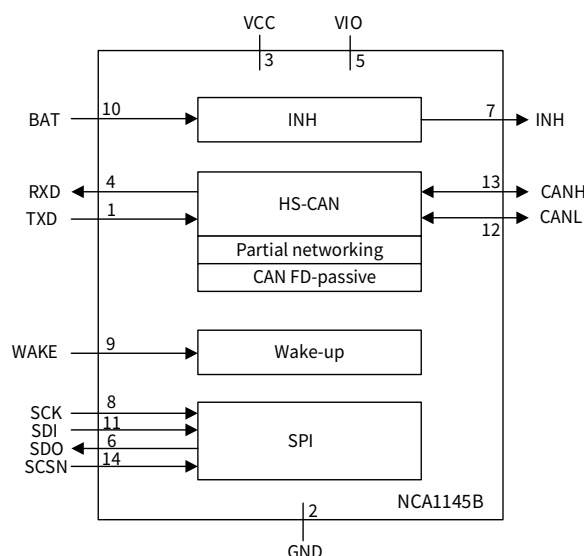 VCC VIO
3 5
BAT 10 INH 7 INH
RXD 4 13 CANH
HS-CAN
TXD 1 12 CANL
Partial networking
CAN FD-passive
WAKE 9 Wake-up
SCK 8
SDI 11
SPI
SDO 6
SCSN 14
NCA1145B
2
GND